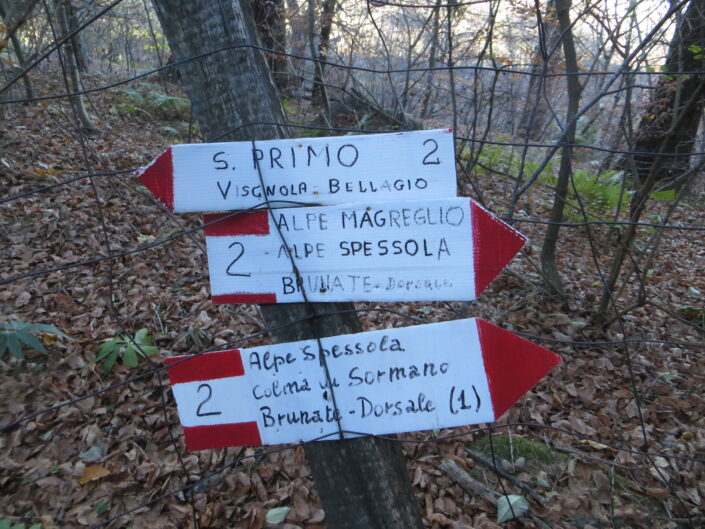 S. PRIMO 2
VISGNOLA - BELLAGIO
ALPE MAGREGLIO
2 - ALPE SPESSOLA
BRUNATE - Dorsale
Alpe Spessola
2 Colma di Sormano
Brunate - Dorsale (1)